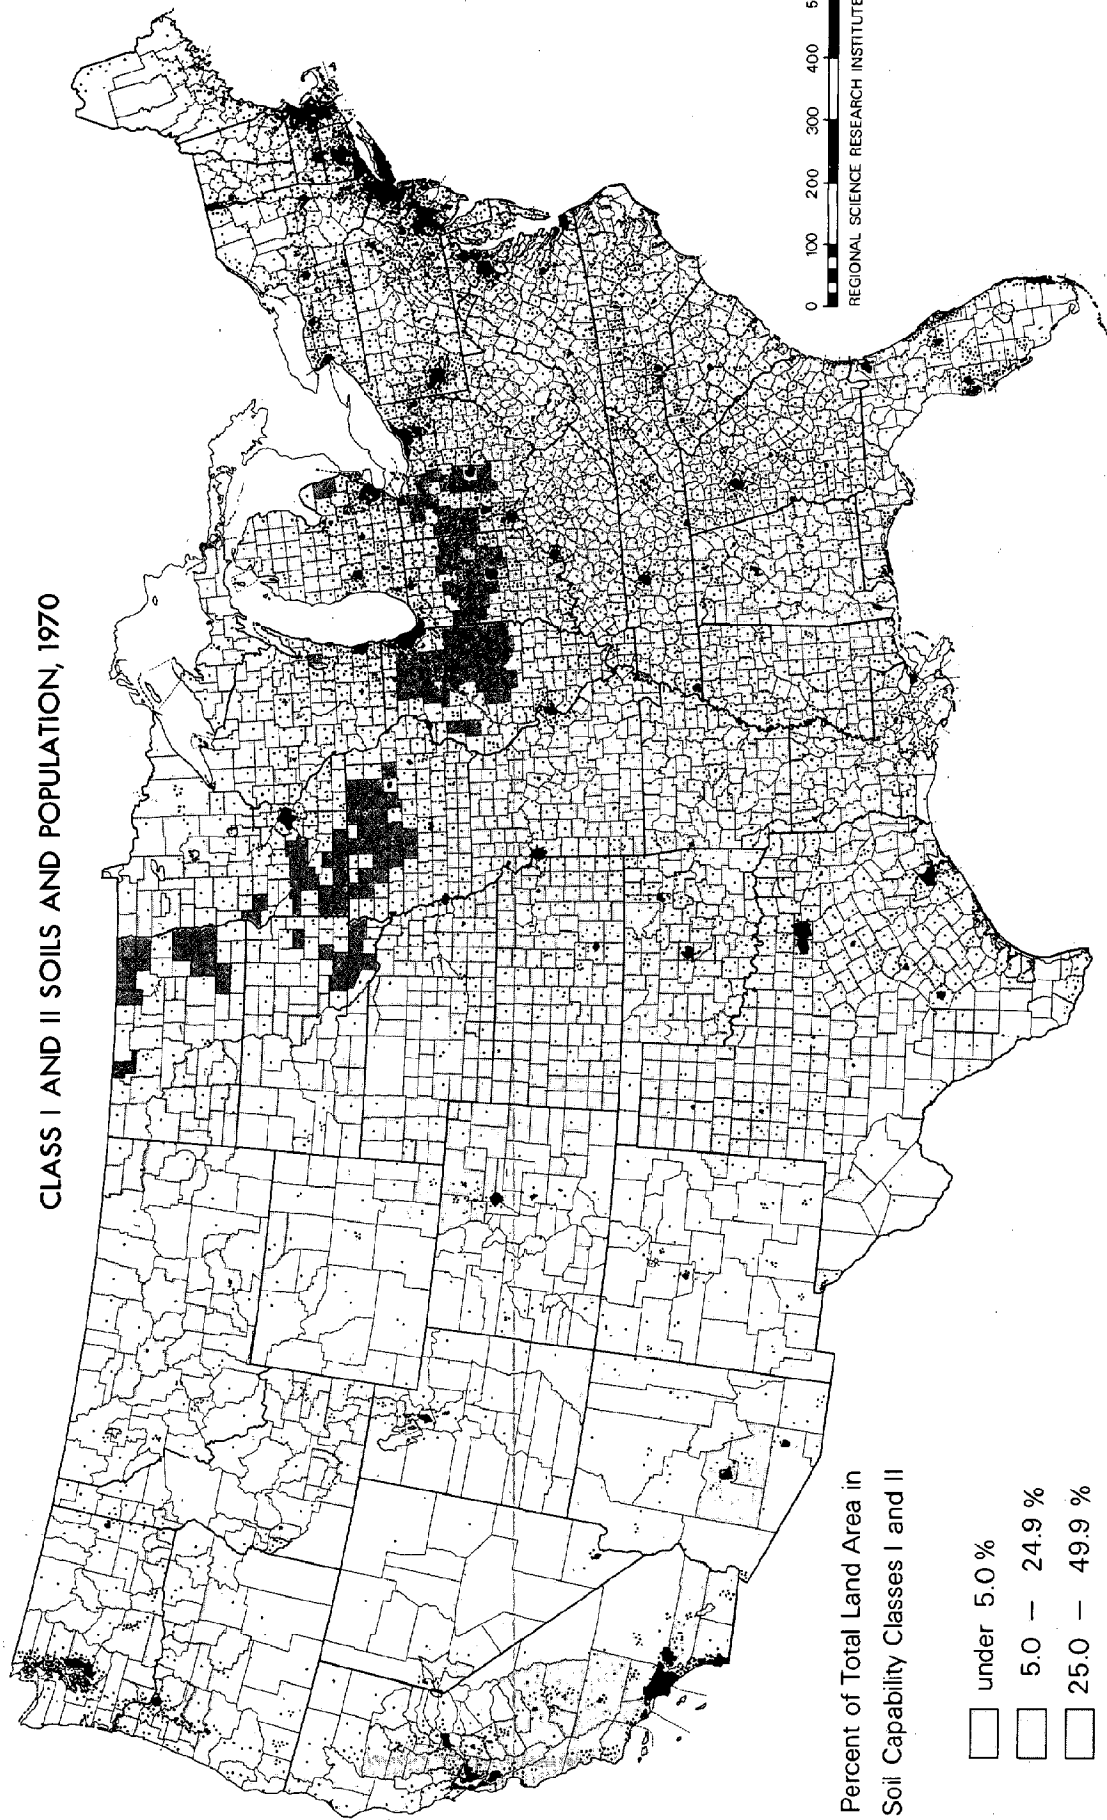 CLASS I AND II SOILS AND POPULATION, 1970
0 100 200 300 400 5
REGIONAL SCIENCE RESEARCH INSTITUTE
Percent of Total Land Area in
Soil Capability Classes I and II
under 5.0 %
5.0 — 24.9 %
25.0 — 49.9 %